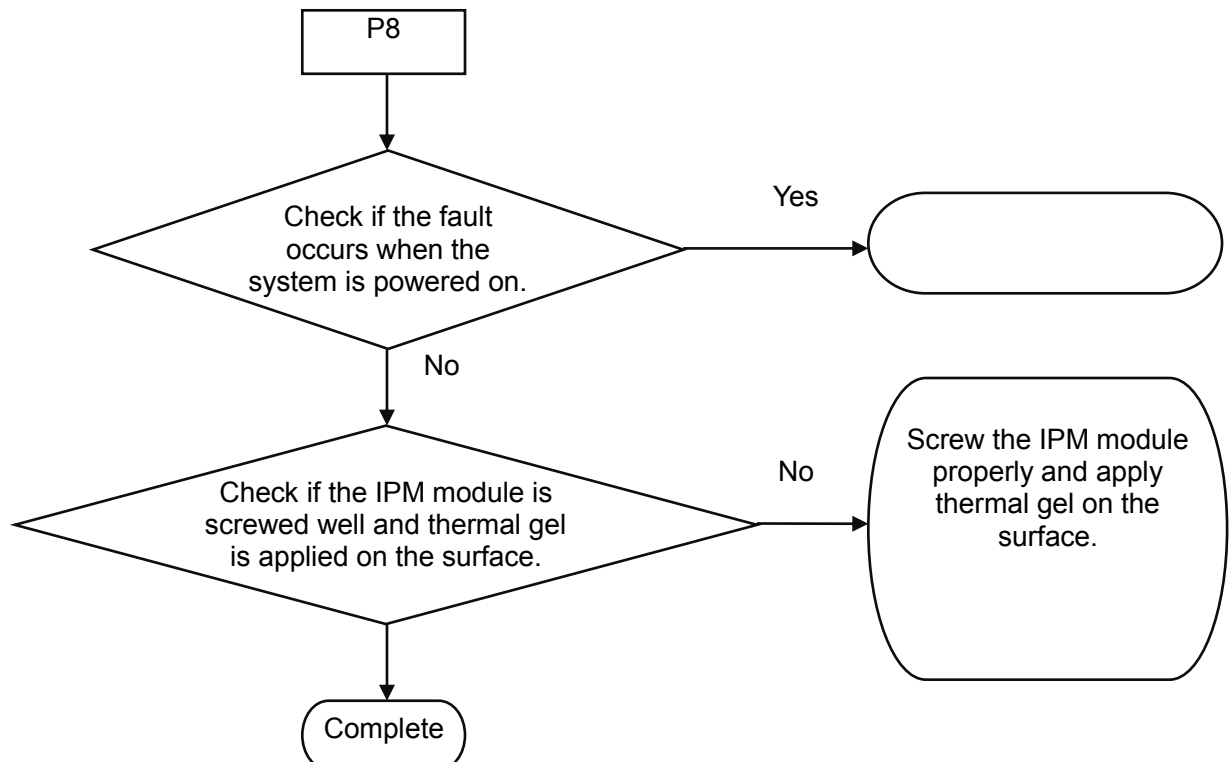 P8
Check if the fault
occurs when the
system is powered on.
Yes
No
Check if the IPM module is
screwed well and thermal gel
is applied on the surface.
No
Screw the IPM module
properly and apply
thermal gel on the
surface.
Complete